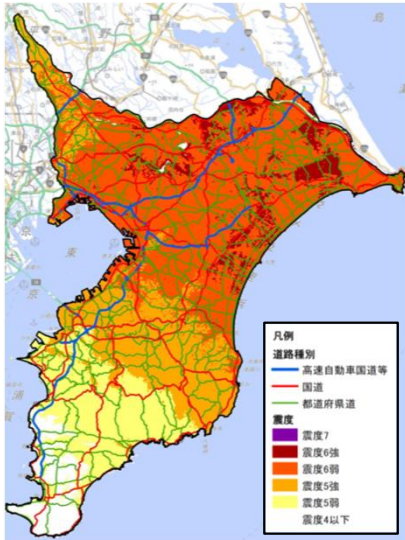 凡例
道路種別
高速自動車国道等
国道
都道府県道
震度
震度7
震度6強
震度6弱
震度5強
震度5弱
震度4以下